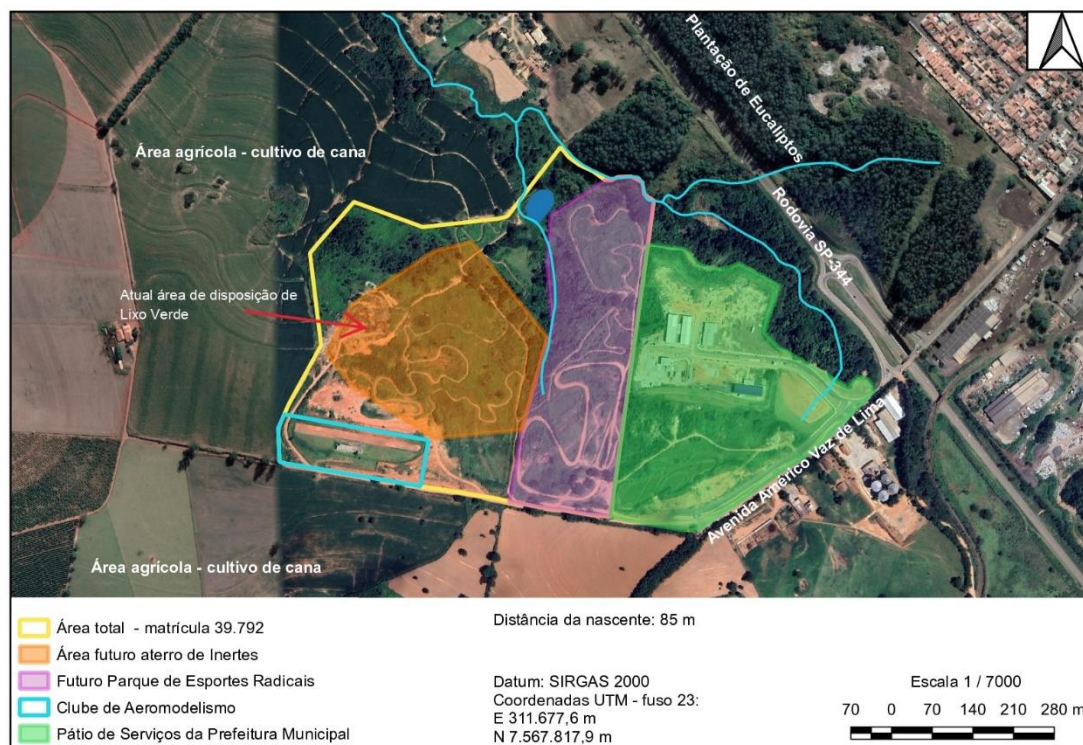 Plantação de Eucaliptos
Área agrícola - cultivo de cana
Rodovia SP-344
Atual área de disposição de
Lixo Verde
Avenida Américo Vaz de Lima
Área agrícola - cultivo de cana
Área total - matrícula 39.792
Área futuro aterro de Inertes
Futuro Parque de Esportes Radicais
Clube de Aeromodelismo
Pátio de Serviços da Prefeitura Municipal
Distância da nascente: 85 m
Datum: SIRGAS 2000
Coordenadas UTM - fuso 23:
E 311.677,6 m
N 7.567.817,9 m
Escala 1 / 7000
70 0 70 140 210 280 m